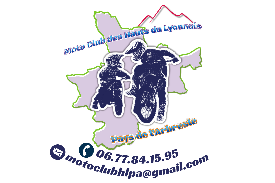 Moto Club des Hauts du Lyonnais
Pays de l'Arbresle
06.77.84.15.95
motoclubhlpa@gmail.com